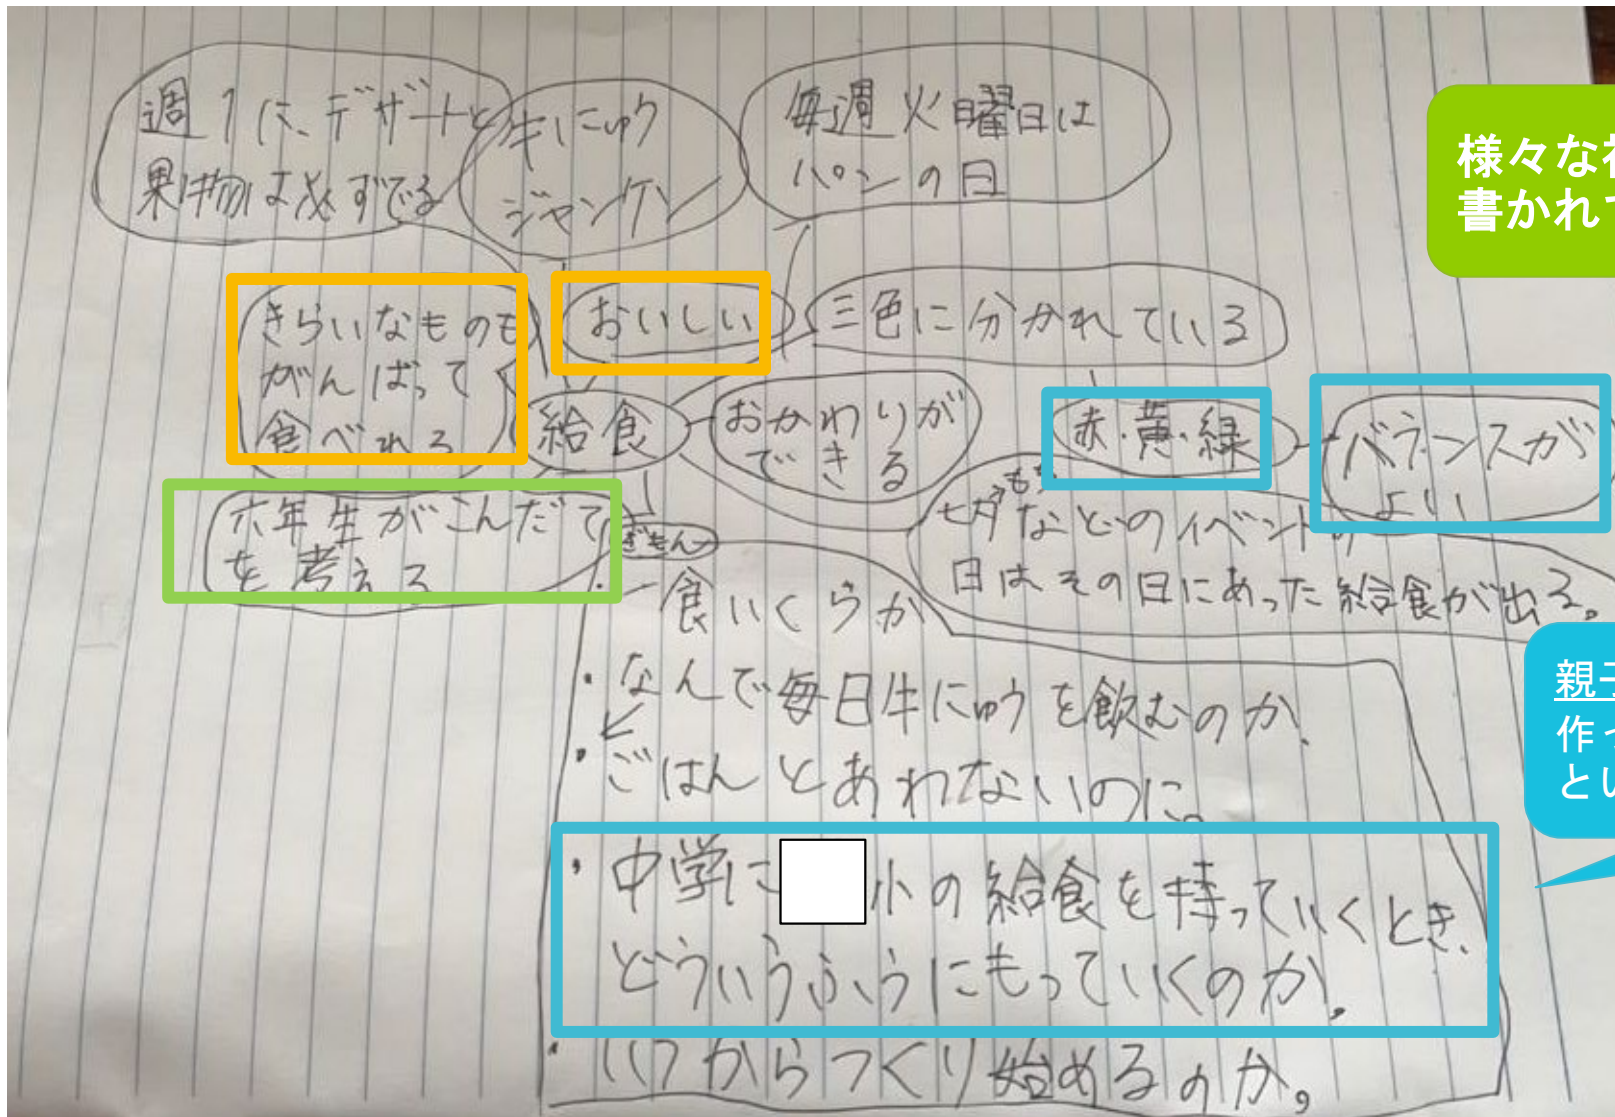 週1に、デザートと
果物は必ずでる
牛にゅう
ジャンケン
毎週火曜日は
パンの日
様々な
書かれ
きらいなものも
がんばって
食べれる
おいしい
三色に分かれている
給食
おかわりが
できる
赤・黄・緑
バランスが
よい
六年生がこんだて
を考える
ぎもん
七夕などのイベント
日はその日にあった給食が出る。
・一食いくらか
・なんで毎日牛にゅうを飲むのか、
・ごはんとあわないのに。
・中学に 小の給食を持っていくとき、
どういうふうにもっていくのか。
・いつからつくり始めるのか。
親子
作っ
とい